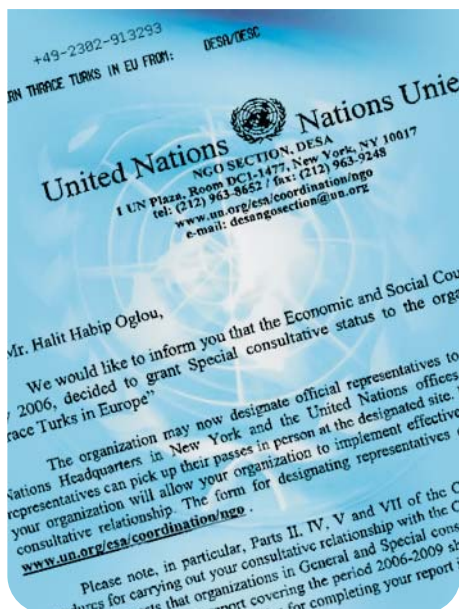 +49-2302-913293
RN THRACE TURKS IN EU FROM: DESA/DESC
United Nations Nations Unie
NGO SECTION, DESA
1 UN Plaza, Room DC1-1477, New York, NY 10017
tel: (212) 963-8652 / fax: (212) 963-9248
www.un.org/esa/coordination/ngo
e-mail: desangosection@un.org
Mr. Halit Habip Oglou,
We would like to inform you that the Economic and Social Cou
2006, decided to grant Special consultative status to the orga
race Turks in Europe"
The organization may now designate official representatives to
Nations Headquarters in New York and the United Nations offices
representatives can pick up their passes in person at the designated site.
your organization will allow your organization to implement effective
consultative relationship. The form for designating representatives
www.un.org/esa/coordination/ngo .
Please note, in particular, Parts II, IV, V and VII of the C
dures for carrying out your consultative relationship with the C
sts that organizations in General and Special cons
port covering the period 2006-2009 sh
for completing your report i